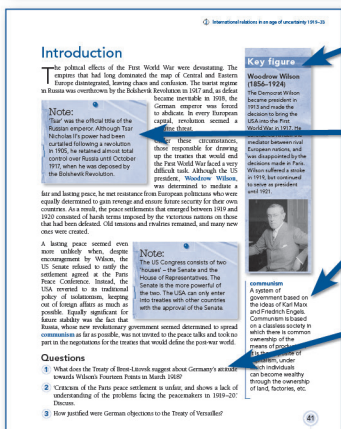 International relations in an age of uncertainty 1919–33
Introduction
The political effects of the First World War were devastating. The
empires that had long dominated the map of Central and Eastern
Europe disintegrated, leaving chaos and confusion. The tsarist regime
in Russia was overthrown by the Bolshevik Revolution in 1917 and, as defeat
became inevitable in 1918, the
German emperor was forced
to abdicate. In every European
capital, revolution seemed a
threat.
these circumstances,
those responsible for drawing
up the treaties that would end
the First World War faced a very
difficult task. Although the US
president, Woodrow Wilson,
was determined to mediate a
fair and lasting peace, he met resistance from European politicians who were
equally determined to gain revenge and ensure future security for their own
countries. As a result, the peace settlements that emerged between 1919 and
1920 consisted of harsh terms imposed by the victorious nations on those
that had been defeated. Old tensions and rivalries remained, and many new
ones were created.
Note:
'Tsar' was the official title of the
Russian emperor. Although Tsar
Nicholas II's power had been
curtailed following a revolution
in 1905, he retained almost total
control over Russia until October
1917, when he was deposed by
the Bolshevik Revolution.
A lasting peace seemed even
more unlikely when, despite
encouragement by Wilson, the
US Senate refused to ratify the
settlement agreed at the Paris
Peace Conference. Instead, the
USA reverted to its traditional
policy of isolationism, keeping
out of foreign affairs as much as
possible. Equally significant for
future stability was the fact that
Russia, whose new revolutionary government seemed determined to spread
communism as far as possible, was not invited to the peace talks and took no
part in the negotiations for the treaties that would define the post-war world.
Note:
The US Congress consists of two
'houses' – the Senate and the
House of Representatives. The
Senate is the more powerful of
the two. The USA can only enter
into treaties with other countries
with the approval of the Senate.
Questions
1 What does the Treaty of Brest-Litovsk suggest about Germany's attitude
towards Wilson's Fourteen Points in March 1918?
2 'Criticism of the Paris peace settlement is unfair, and shows a lack of
understanding of the problems facing the peacemakers in 1919–20.'
Discuss.
3 How justified were German objections to the Treaty of Versailles?
Key figure
Woodrow Wilson
(1856–1924)
The Democrat Wilson
became president in
1913 and made the
decision to bring the
USA into the First
World War in 1917. He
mediator between rival
European nations, and
was disappointed by the
decisions made in Paris.
Wilson suffered a stroke
in 1919, but continued
to serve as president
until 1921.
communism
A system of
government based on
the ideas of Karl Marx
and Friedrich Engels.
Communism is based
on a classless society in
which there is common
ownership of the
means of
It is the of
under
which individuals
can become wealthy
through the ownership
of land, factories, etc.
41